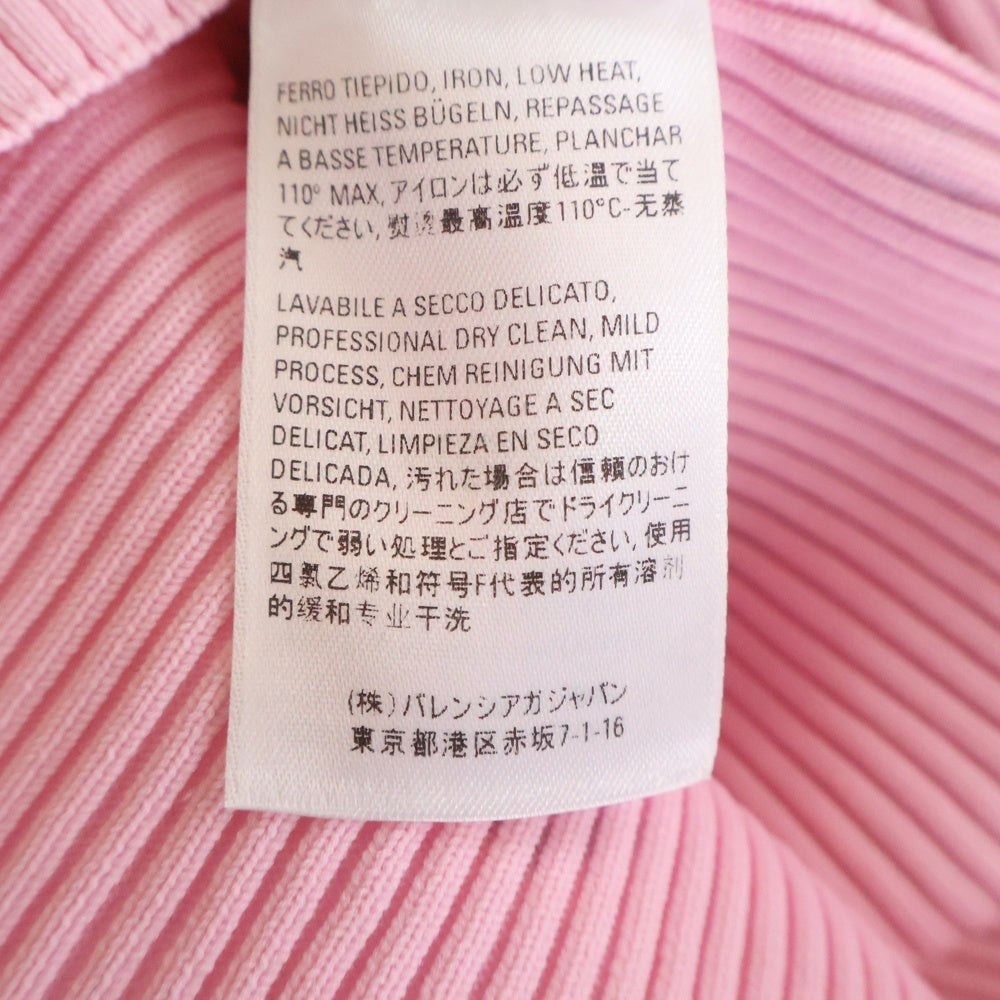 FERRO TIEPIDO, IRON, LOW HEAT,
NICHT HEISS BÜGELN, REPASSAGE
A BASSE TEMPERATURE, PLANCHAR
110° MAX, アイロンは必ず低温で当て
てください, 熨烫最高温度110°C-无蒸
汽
LAVABILE A SECCO DELICATO,
PROFESSIONAL DRY CLEAN, MILD
PROCESS, CHEM REINIGUNG MIT
VORSICHT, NETTOYAGE A SEC
DELICAT, LIMPIEZA EN SECO
DELICADA, 汚れた場合は信頼のおけ
る専門のクリーニング店でドライクリーニ
ングで弱い処理とご指定ください, 使用
四氯乙烯和符号F代表的所有溶剂
的缓和专业干洗
(株)バレンシアガジャパン
東京都港区赤坂7-1-16